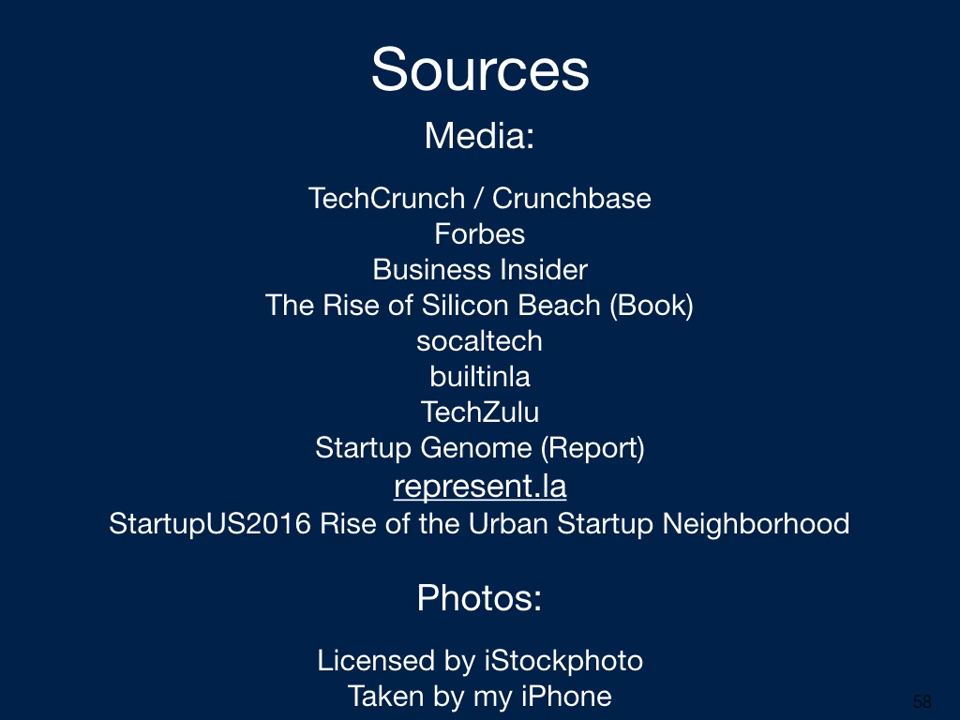 Sources
Media:
TechCrunch / Crunchbase
Forbes
Business Insider
The Rise of Silicon Beach (Book)
socaltech
builtinla
TechZulu
Startup Genome (Report)
represent.la
StartupUS2016 Rise of the Urban Startup Neighborhood
Photos:
Licensed by iStockphoto
Taken by my iPhone
58